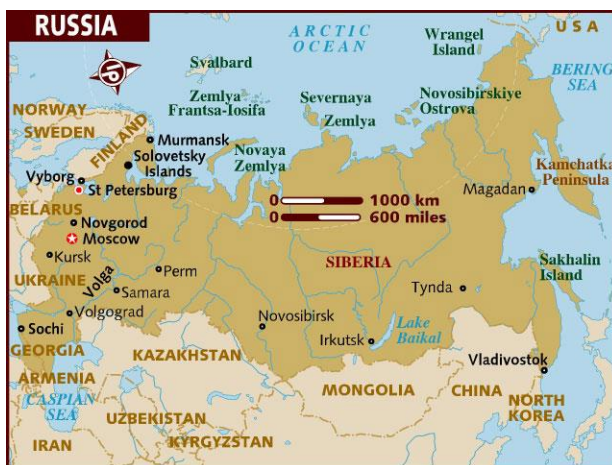 RUSSIA
ARCTIC
OCEAN
Wrangel
Island
USA
BERING
SEA
Svalbard
Zemlya
Frantsa-Iosifa
Severnaya
Zemlya
Novosibirskiye
Ostrova
NORWAY
SWEDEN
FINLAND
Murmansk
Solovetsky
Islands
Novaya
Zemlya
Kamchatka
Peninsula
Vyborg
St Petersburg
Magadan
0 1000 km
0 600 miles
BELARUS
Novgorod
Moscow
Kursk
SIBERIA
Sakhalin
Island
UKRAINE
Volga
Perm
Samara
Tynda
Volgograd
Novosibirsk
Irkutsk
Lake
Baikal
Sochi
GEORGIA
KAZAKHSTAN
Vladivostok
ARMENIA
MONGOLIA
CHINA
NORTH
KOREA
CASPIAN
SEA
UZBEKISTAN
KYRGYZSTAN
IRAN